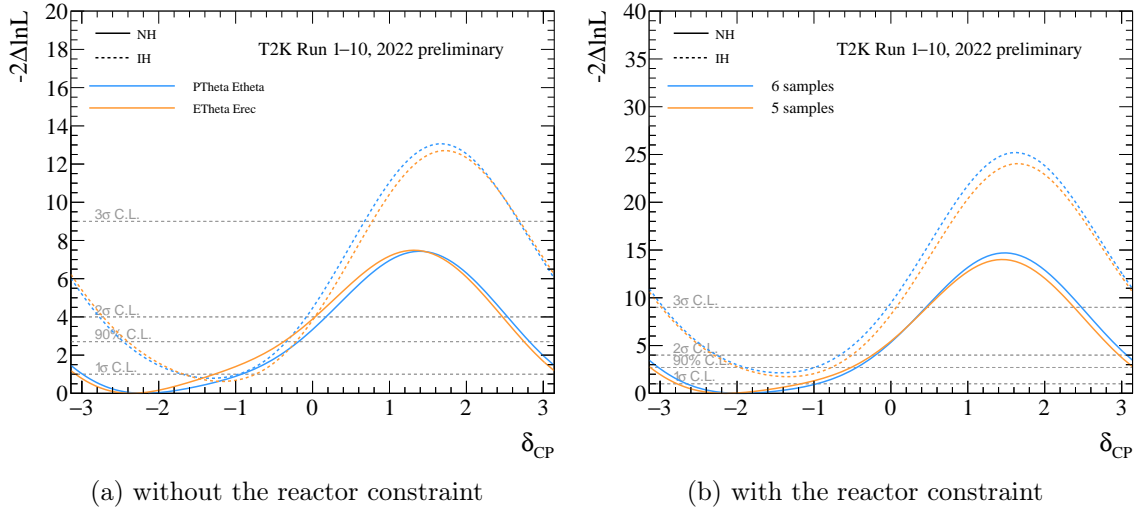 -2ΔlnL
20
18
16
14
12
10
8
6
4
2
0
NH
IH
T2K Run 1–10, 2022 preliminary
PTheta Etheta
ETheta Erec
3σ C.L.
2σ C.L.
90% C.L.
1σ C.L.
−3 −2 −1 0 1 2 3
δCP
(a) without the reactor constraint
-2ΔlnL
40
35
30
25
20
15
10
5
0
NH
IH
T2K Run 1–10, 2022 preliminary
6 samples
5 samples
3σ C.L.
2σ C.L.
90% C.L.
1σ C.L.
−3 −2 −1 0 1 2 3
δCP
(b) with the reactor constraint